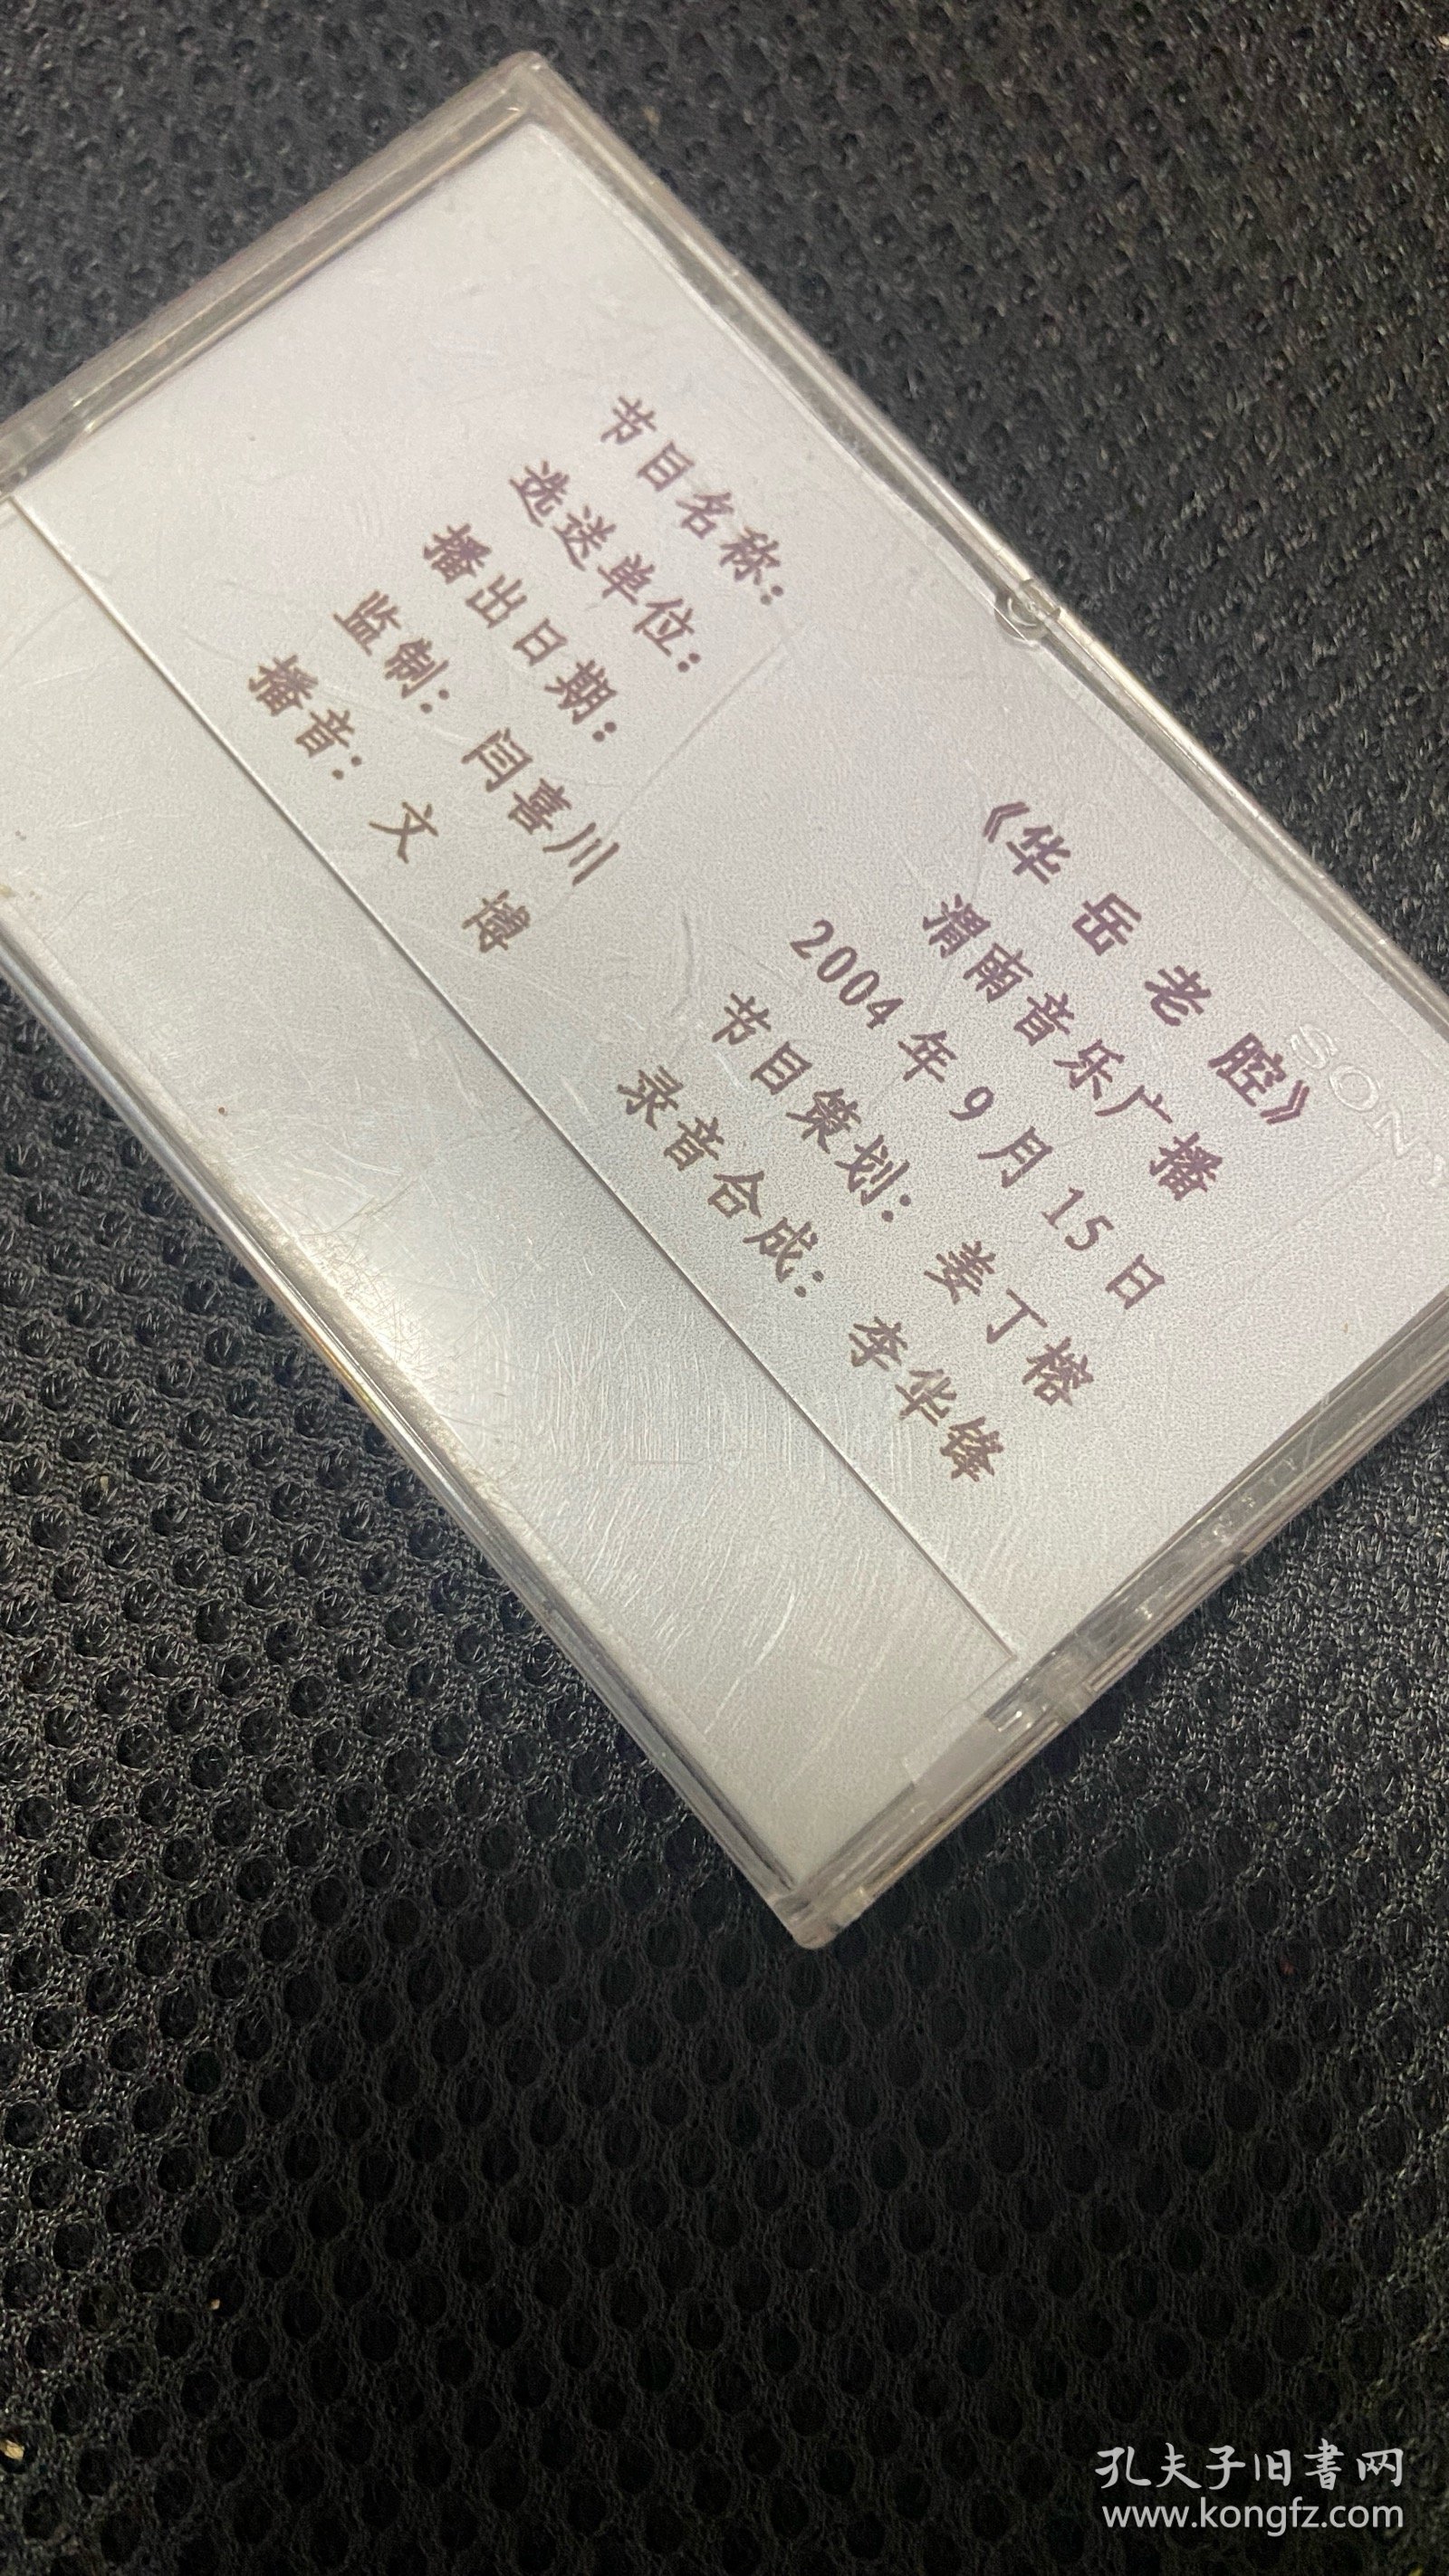 节目名称： 《华岳老腔》
选送单位： 渭南音乐广播
播出日期： 2004年9月15日
监制：闫喜川 节目策划：姜丁榕
播音：文 博 录音合成：李华锋
SONY
孔夫子旧书网
www.kongfz.com